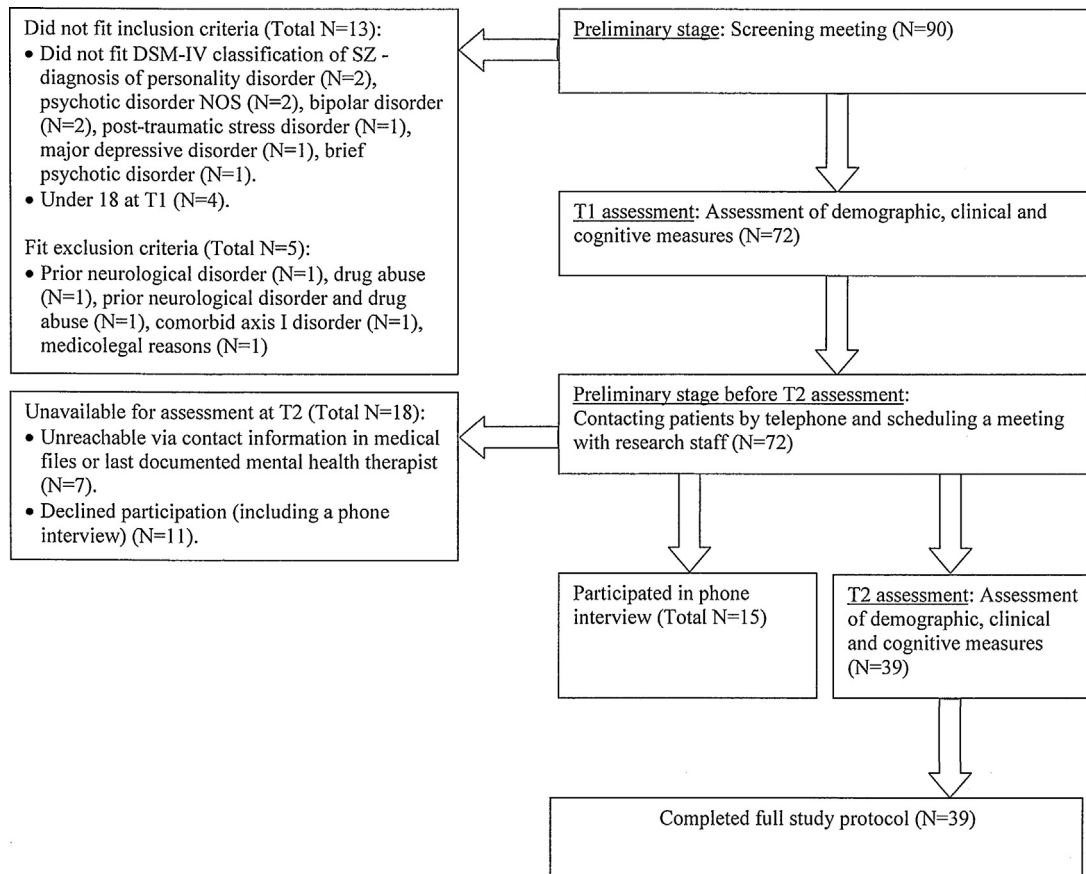 Did not fit inclusion criteria (Total N=13):
• Did not fit DSM-IV classification of SZ -
diagnosis of personality disorder (N=2),
psychotic disorder NOS (N=2), bipolar disorder
(N=2), post-traumatic stress disorder (N=1),
major depressive disorder (N=1), brief
psychotic disorder (N=1).
• Under 18 at T1 (N=4).
Fit exclusion criteria (Total N=5):
• Prior neurological disorder (N=1), drug abuse
(N=1), prior neurological disorder and drug
abuse (N=1), comorbid axis I disorder (N=1),
medicolegal reasons (N=1)
Preliminary stage: Screening meeting (N=90)
T1 assessment: Assessment of demographic, clinical and
cognitive measures (N=72)
Preliminary stage before T2 assessment:
Contacting patients by telephone and scheduling a meeting
with research staff (N=72)
Unavailable for assessment at T2 (Total N=18):
• Unreachable via contact information in medical
files or last documented mental health therapist
(N=7).
• Declined participation (including a phone
interview) (N=11).
Participated in phone
interview (Total N=15)
T2 assessment: Assessment
of demographic, clinical
and cognitive measures
(N=39)
Completed full study protocol (N=39)